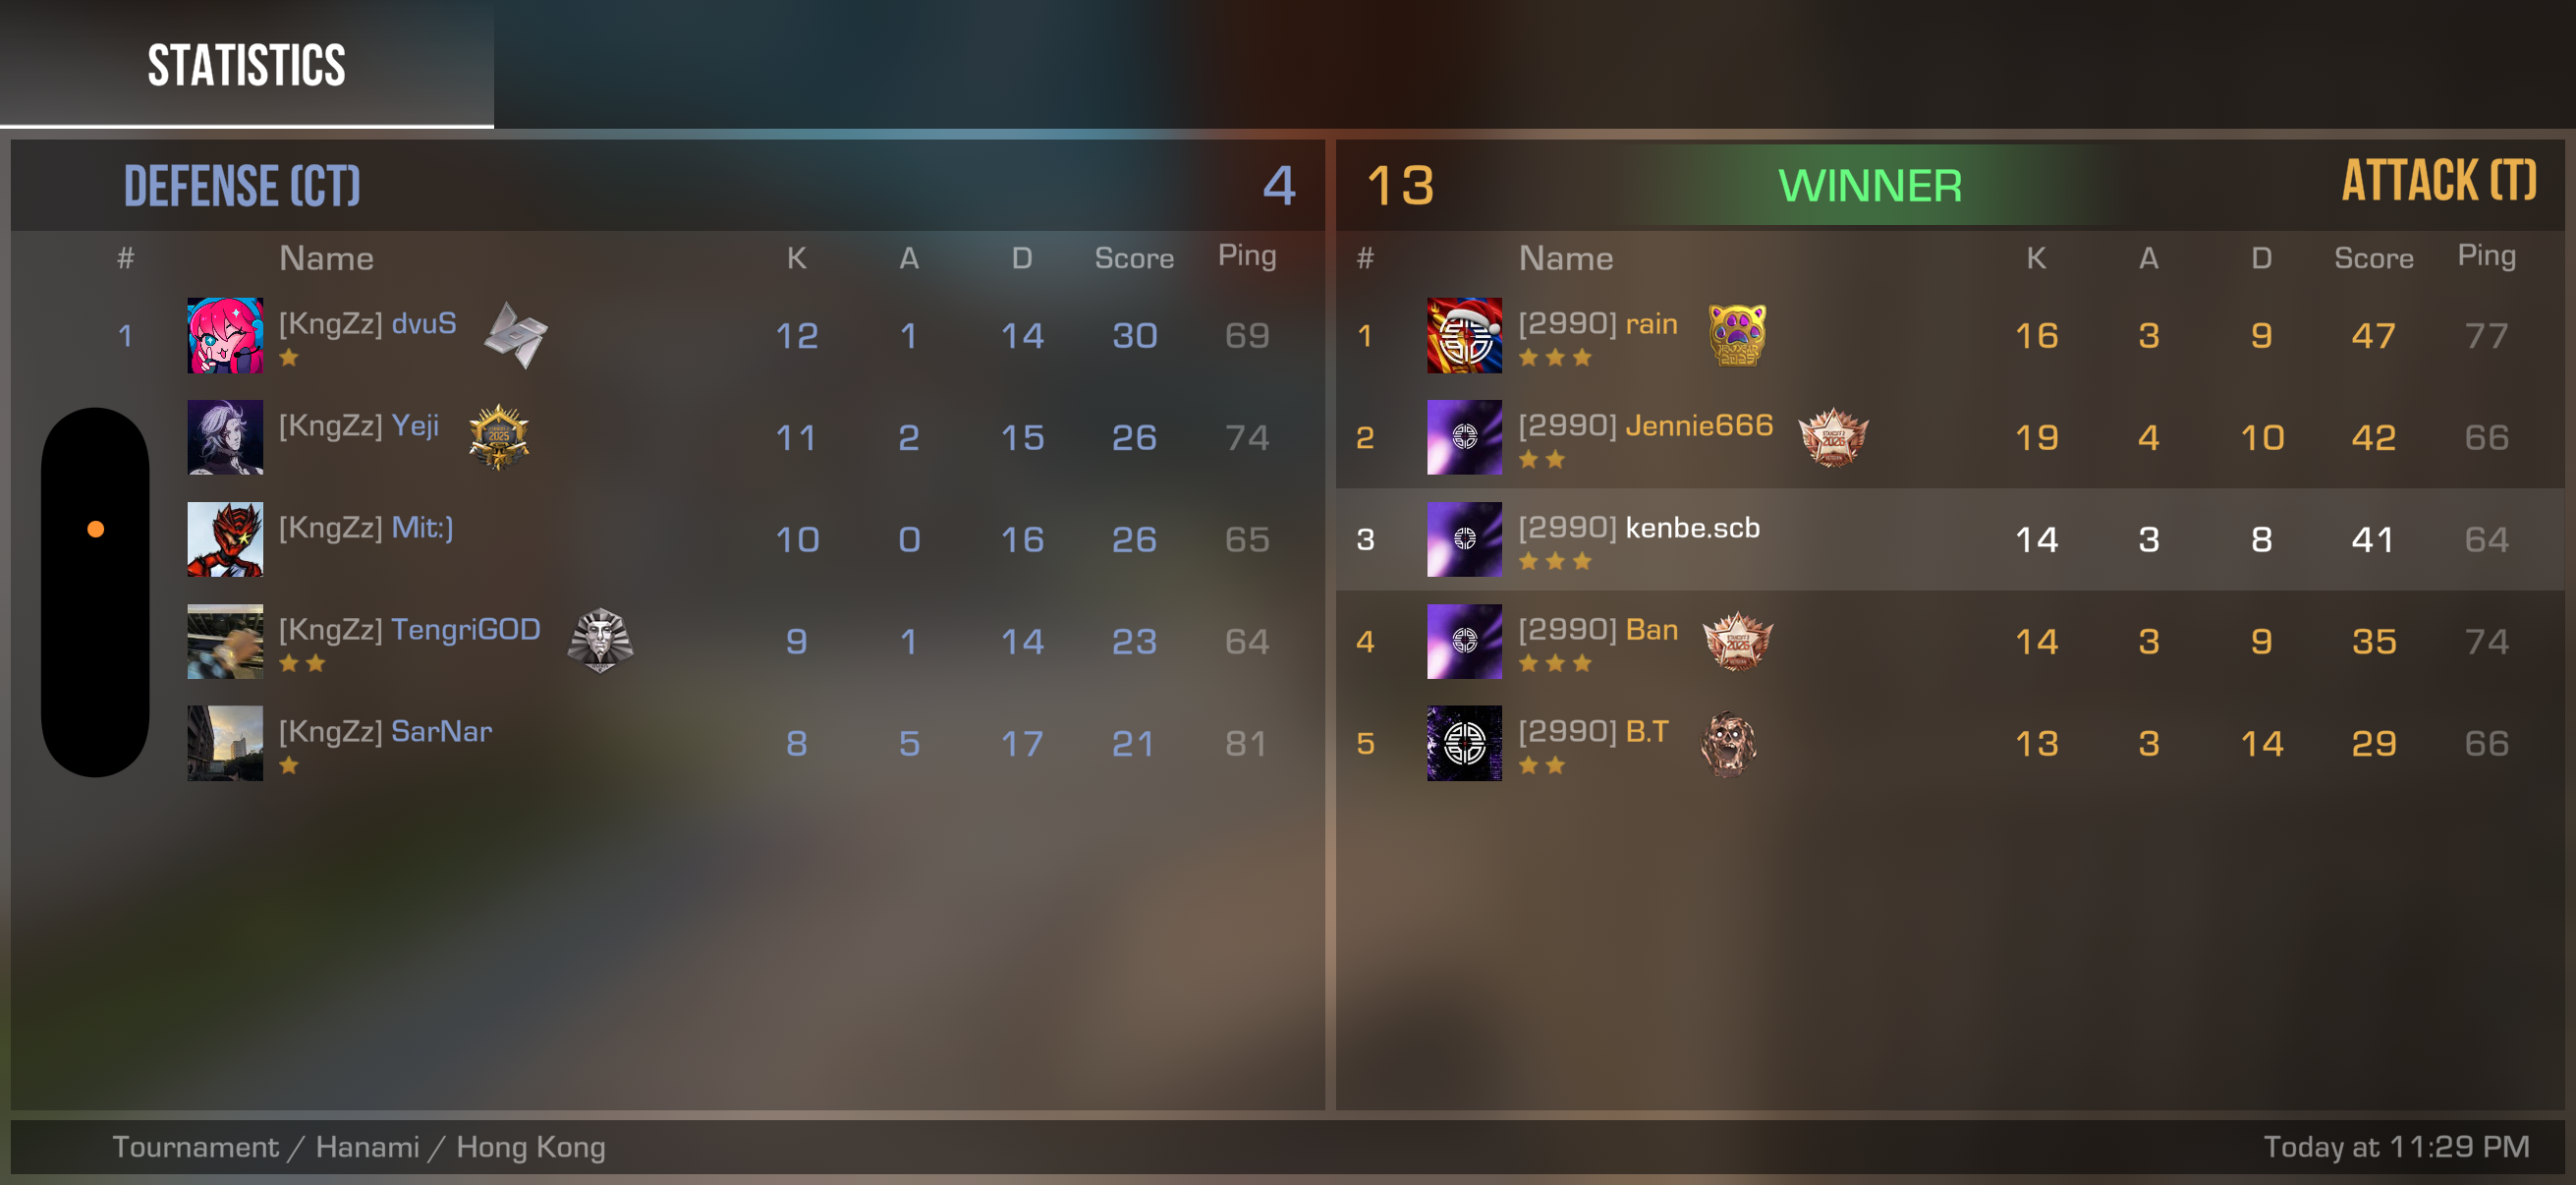 STATISTICS
DEFENSE (CT) 4
# Name K A D Score Ping
1 [KngZz] dvuS 12 1 14 30 69
[KngZz] Yeji 11 2 15 26 74
[KngZz] Mit:) 10 0 16 26 65
[KngZz] TengriGOD 9 1 14 23 64
[KngZz] SarNar 8 5 17 21 81
13 WINNER ATTACK (T)
# Name K A D Score Ping
1 [2990] rain 16 3 9 47 77
2 [2990] Jennie666 19 4 10 42 66
3 [2990] kenbe.scb 14 3 8 41 64
4 [2990] Ban 14 3 9 35 74
5 [2990] B.T 13 3 14 29 66
Tournament / Hanami / Hong Kong
Today at 11:29 PM